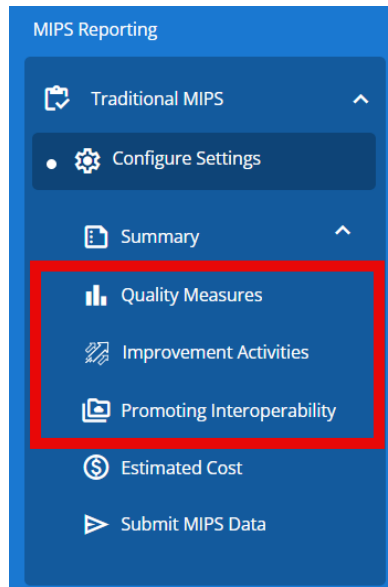 MIPS Reporting
Traditional MIPS
Configure Settings
Summary
Quality Measures
Improvement Activities
Promoting Interoperability
Estimated Cost
Submit MIPS Data